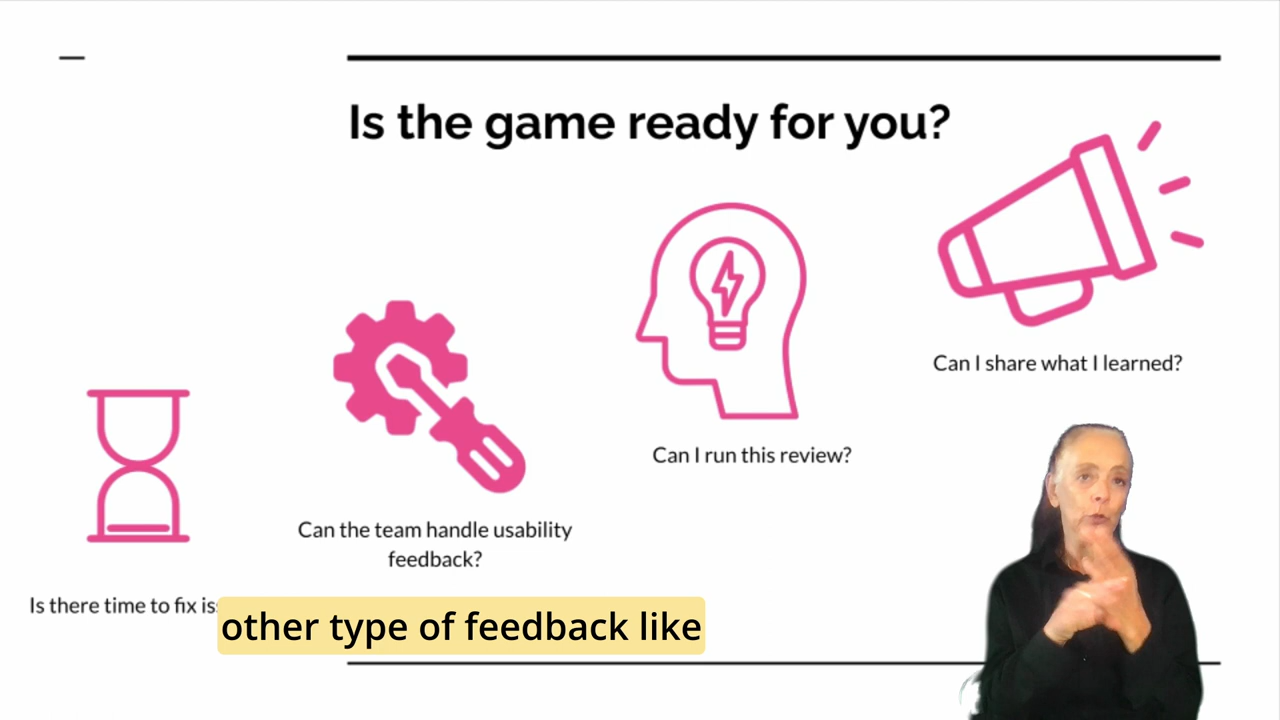 Is the game ready for you?
Can I share what I learned?
Can I run this review?
Can the team handle usability
feedback?
Is there time to fix
other type of feedback like